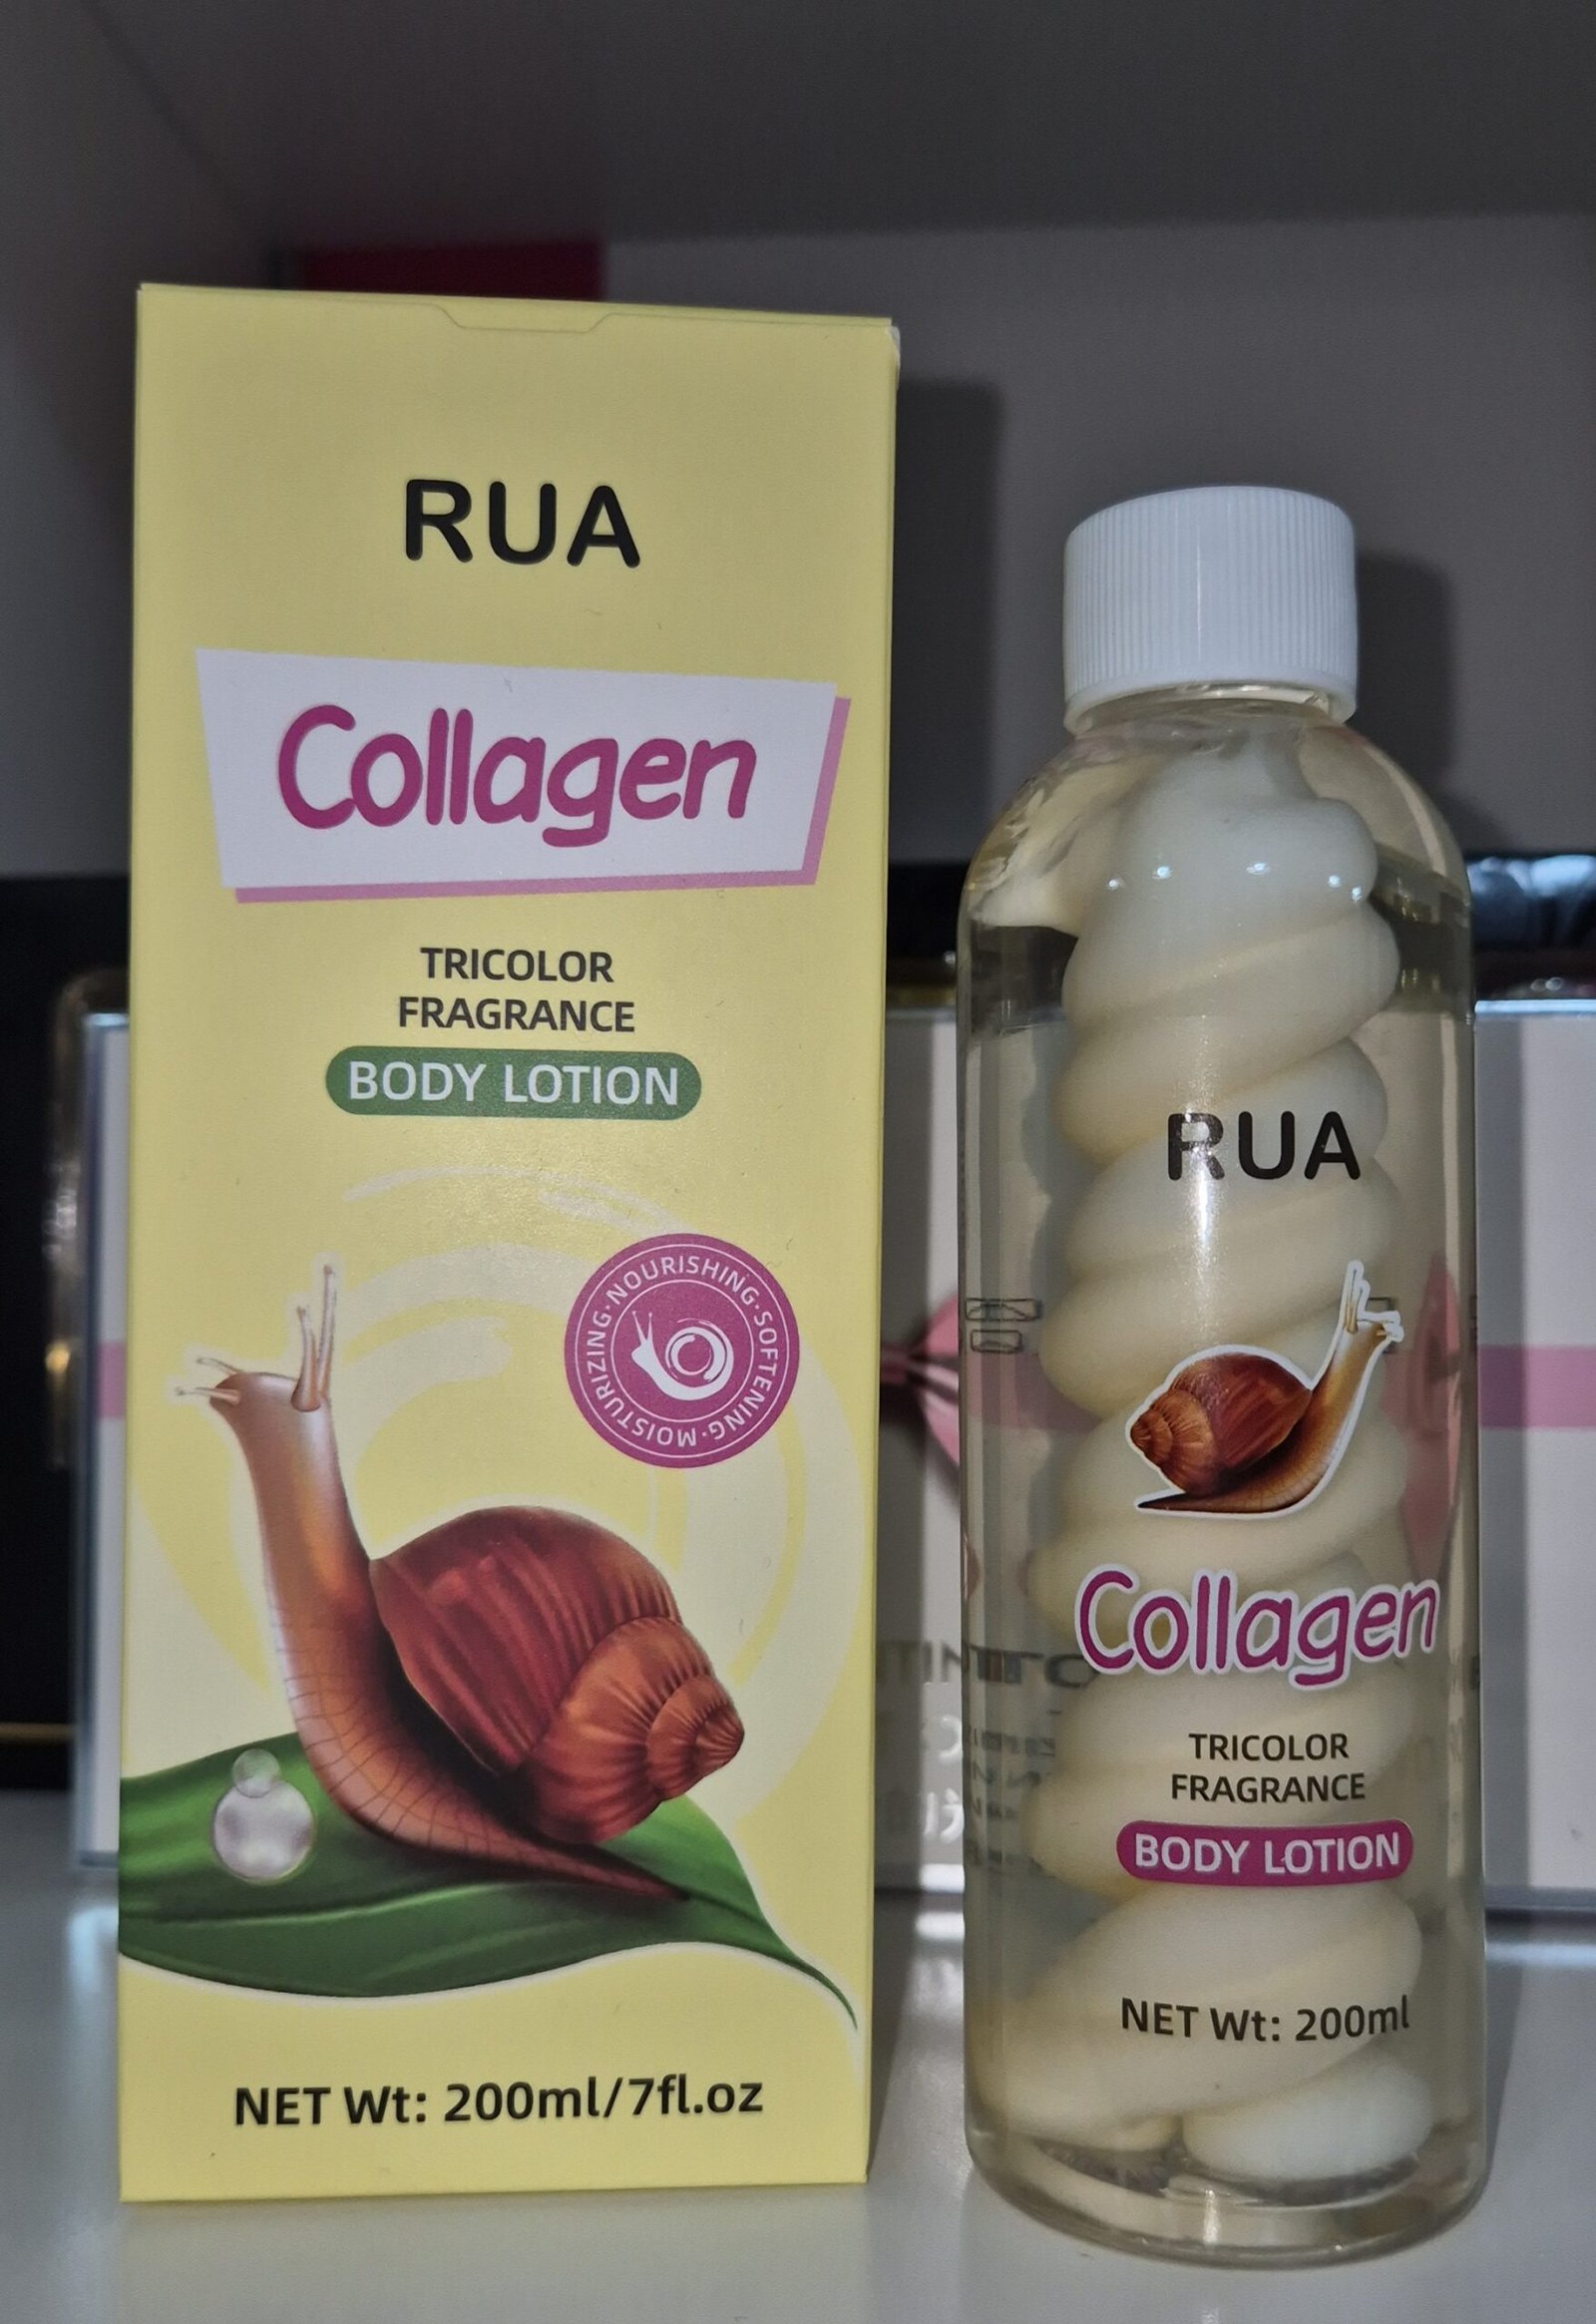 RUA
Collagen
TRICOLOR
FRAGRANCE
BODY LOTION
MOISTURIZING·NOURISHING·SOFTENING·
NET Wt: 200ml/7fl.oz
RUA
Collagen
TRICOLOR
FRAGRANCE
BODY LOTION
NET Wt: 200ml